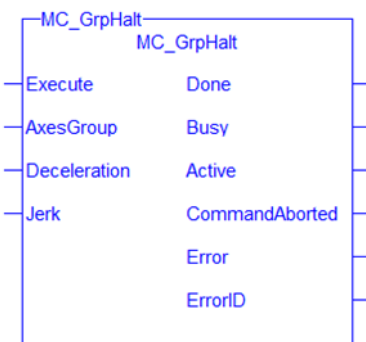 MC_GrpHalt
MC_GrpHalt
Execute Done
AxesGroup Busy
Deceleration Active
Jerk CommandAborted
Error
ErrorID